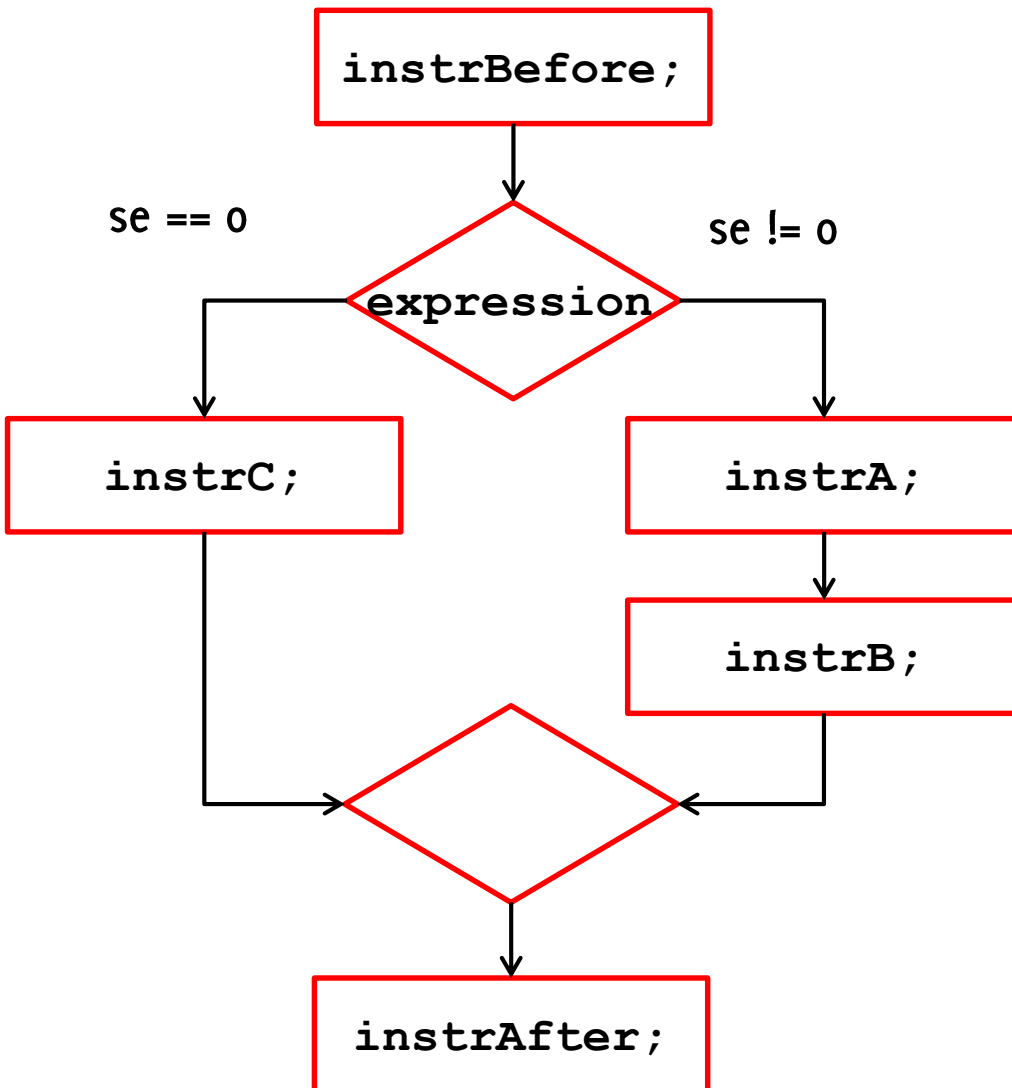 instrBefore;
se == 0
se != 0
expression
instrC;
instrA;
instrB;
instrAfter;